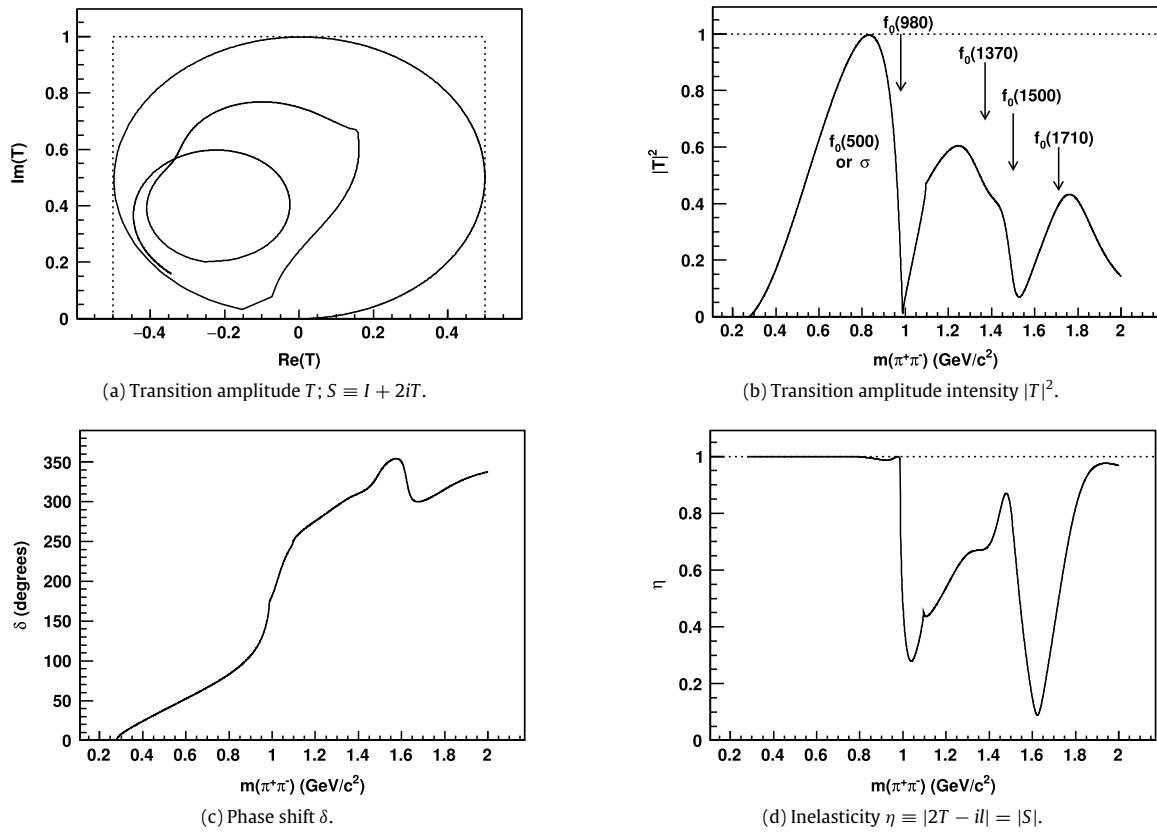 Im(T)
1
0.8
0.6
0.4
0.2
0
−0.4 −0.2 0 0.2 0.4
Re(T)
(a) Transition amplitude T; S ≡ I + 2iT.
|T|²
1
0.8
0.6
0.4
0.2
0
f₀(980)
f₀(1370)
f₀(1500)
f₀(1710)
f₀(500)
or σ
0.2 0.4 0.6 0.8 1 1.2 1.4 1.6 1.8 2
m(π⁺π⁻) (GeV/c²)
(b) Transition amplitude intensity |T|².
δ (degrees)
350
300
250
200
150
100
50
0
0.2 0.4 0.6 0.8 1 1.2 1.4 1.6 1.8 2
m(π⁺π⁻) (GeV/c²)
(c) Phase shift δ.
η
1
0.8
0.6
0.4
0.2
0
0.2 0.4 0.6 0.8 1 1.2 1.4 1.6 1.8 2
m(π⁺π⁻) (GeV/c²)
(d) Inelasticity η ≡ |2T − iI| = |S|.